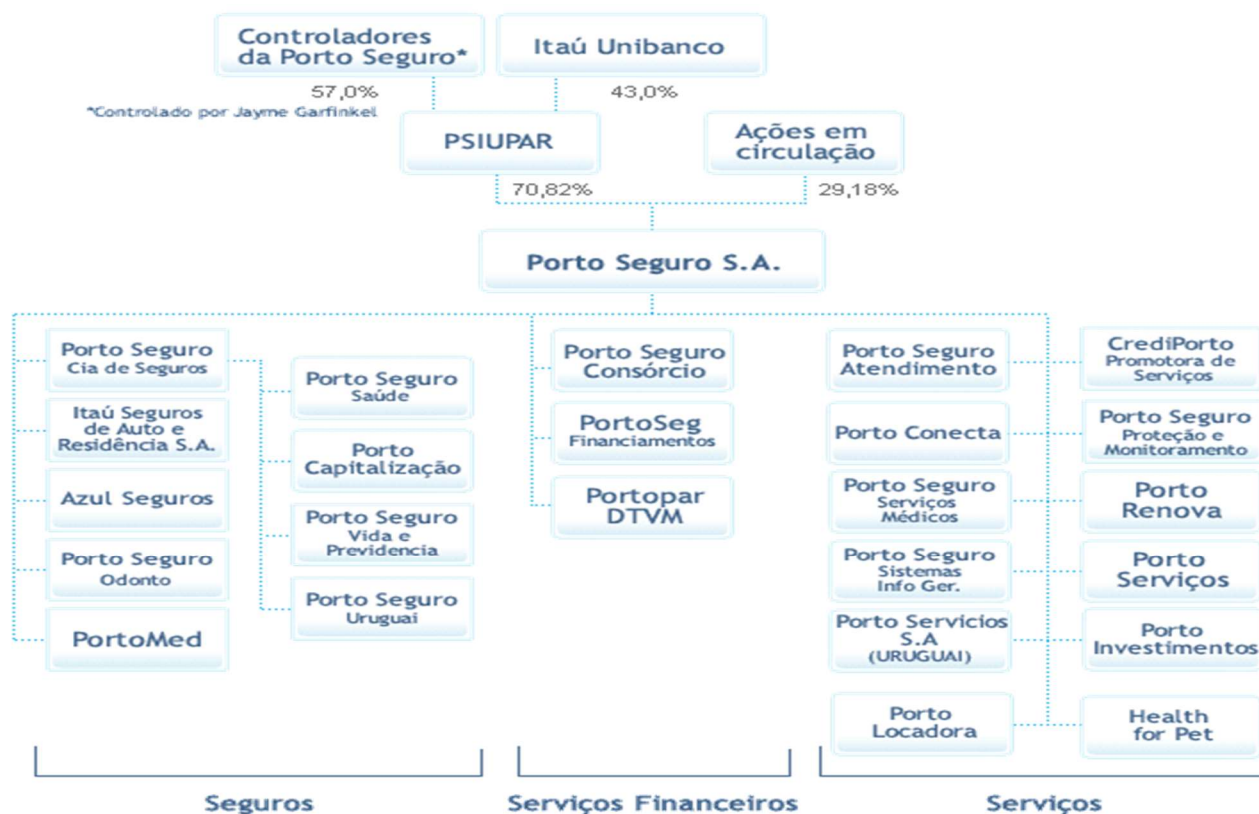 Controladores
da Porto Seguro*
Itaú Unibanco
57,0%
43,0%
*Controlado por Jayme Garfinkel
PSIUPAR
Ações em
circulação
70,82%
29,18%
Porto Seguro S.A.
Porto Seguro
Cia de Seguros
Itaú Seguros
de Auto e
Residência S.A.
Azul Seguros
Porto Seguro
Odonto
PortoMed
Porto Seguro
Saúde
Porto
Capitalização
Porto Seguro
Vida e
Previdencia
Porto Seguro
Uruguai
Porto Seguro
Consórcio
PortoSeg
Financiamentos
Portopar
DTVM
Porto Seguro
Atendimento
Porto Conecta
Porto Seguro
Serviços
Médicos
Porto Seguro
Sistemas
Info Ger.
Porto Servicios
S.A
(URUGUAI)
Porto
Locadora
CrediPorto
Promotora de
Serviços
Porto Seguro
Proteção e
Monitoramento
Porto
Renova
Porto
Serviços
Porto
Investimentos
Health
for Pet
Seguros
Serviços Financeiros
Serviços